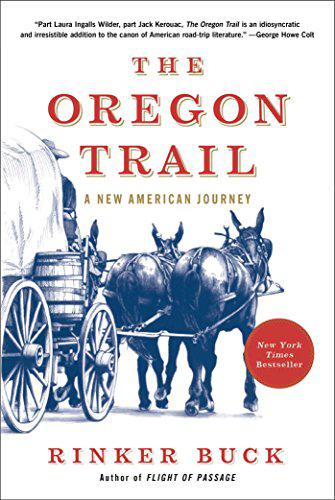 “Part Laura Ingalls Wilder, part Jack Kerouac, The Oregon Trail is an idiosyncratic
and irresistible addition to the canon of American road-trip literature.” —George Howe Colt
THE
OREGON
TRAIL
A NEW AMERICAN JOURNEY
New York
Times
Bestseller
RINKER BUCK
Author of FLIGHT OF PASSAGE